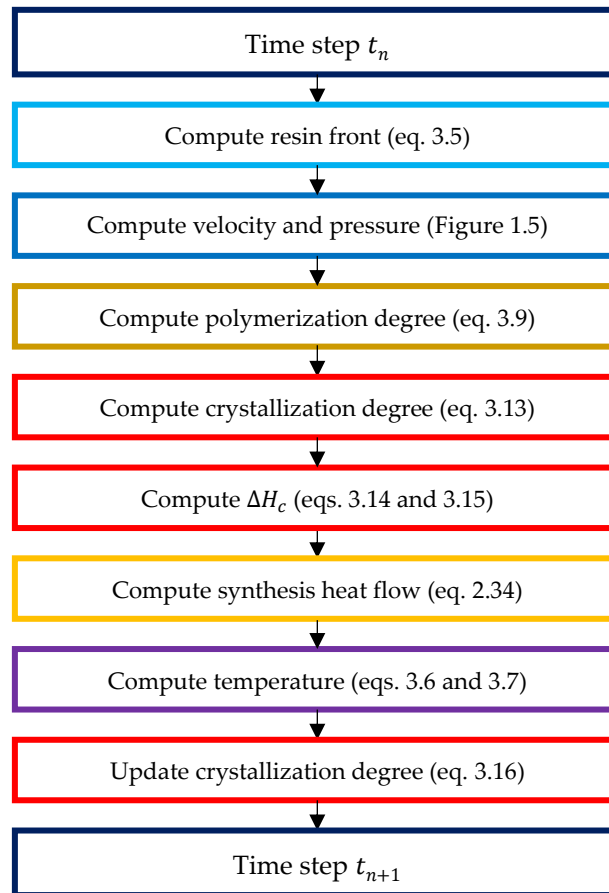 Time step tₙ
Compute resin front (eq. 3.5)
Compute velocity and pressure (Figure 1.5)
Compute polymerization degree (eq. 3.9)
Compute crystallization degree (eq. 3.13)
Compute ΔH_c (eqs. 3.14 and 3.15)
Compute synthesis heat flow (eq. 2.34)
Compute temperature (eqs. 3.6 and 3.7)
Update crystallization degree (eq. 3.16)
Time step tₙ₊₁